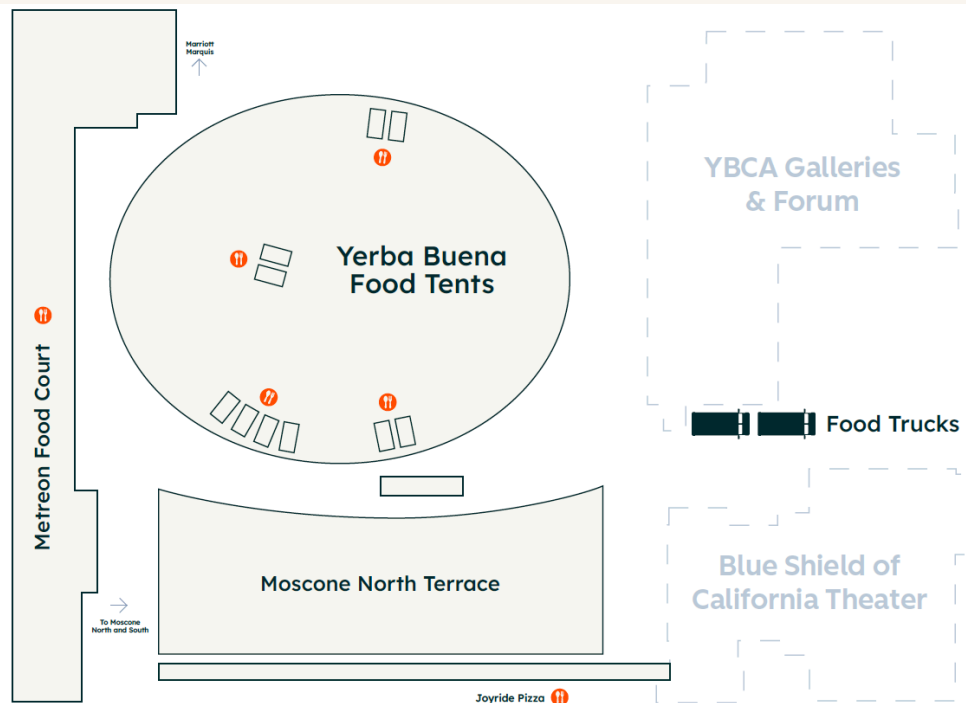 Marriott
Marquis
YBCA Galleries
& Forum
Yerba Buena
Food Tents
Metreon Food Court
Food Trucks
Moscone North Terrace
Blue Shield of
California Theater
To Moscone
North and South
Joyride Pizza